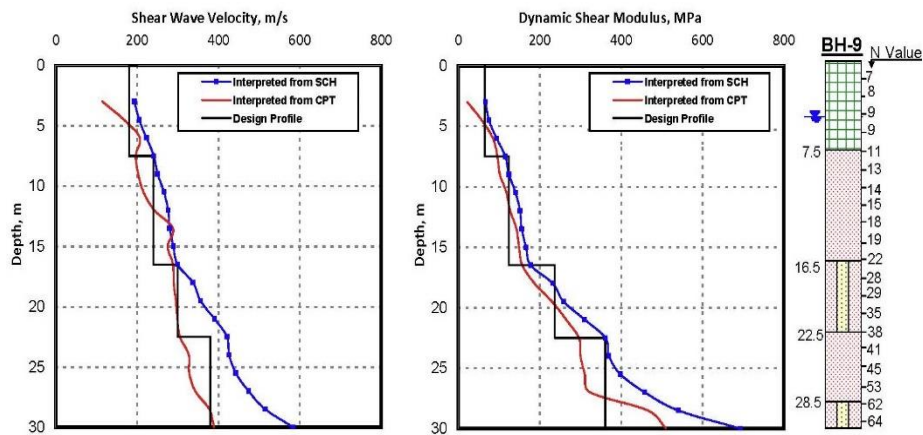 Shear Wave Velocity, m/s
0 200 400 600 800
0
5
10
15
20
25
30
Depth, m
Interpreted from SCH
Interpreted from CPT
Design Profile
Dynamic Shear Modulus, MPa
0 200 400 600 800
0
5
10
15
20
25
30
Depth, m
Interpreted from SCH
Interpreted from CPT
Design Profile
BH-9
N Value
7
8
9
9
7.5 11
13
14
15
18
19
16.5 22
28
29
35
22.5 38
41
45
53
28.5 62
64